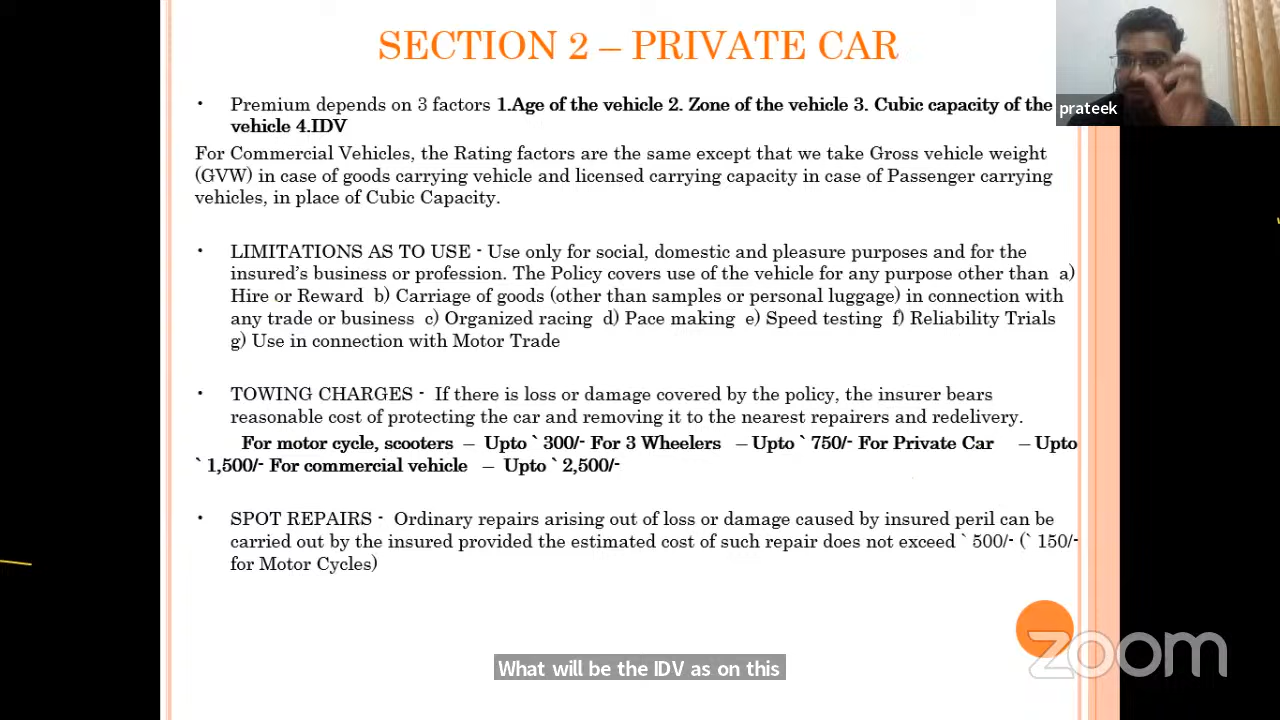 SECTION 2 – PRIVATE CAR
• Premium depends on 3 factors 1.Age of the vehicle 2. Zone of the vehicle 3. Cubic capacity of the
vehicle 4.IDV
prateek
For Commercial Vehicles, the Rating factors are the same except that we take Gross vehicle weight
(GVW) in case of goods carrying vehicle and licensed carrying capacity in case of Passenger carrying
vehicles, in place of Cubic Capacity.
• LIMITATIONS AS TO USE - Use only for social, domestic and pleasure purposes and for the
insured's business or profession. The Policy covers use of the vehicle for any purpose other than a)
Hire or Reward b) Carriage of goods (other than samples or personal luggage) in connection with
any trade or business c) Organized racing d) Pace making e) Speed testing f) Reliability Trials
g) Use in connection with Motor Trade
• TOWING CHARGES - If there is loss or damage covered by the policy, the insurer bears
reasonable cost of protecting the car and removing it to the nearest repairers and redelivery.
For motor cycle, scooters – Upto ` 300/- For 3 Wheelers – Upto ` 750/- For Private Car – Upto
` 1,500/- For commercial vehicle – Upto ` 2,500/-
• SPOT REPAIRS - Ordinary repairs arising out of loss or damage caused by insured peril can be
carried out by the insured provided the estimated cost of such repair does not exceed ` 500/- (` 150/-
for Motor Cycles)
zoom
What will be the IDV as on this